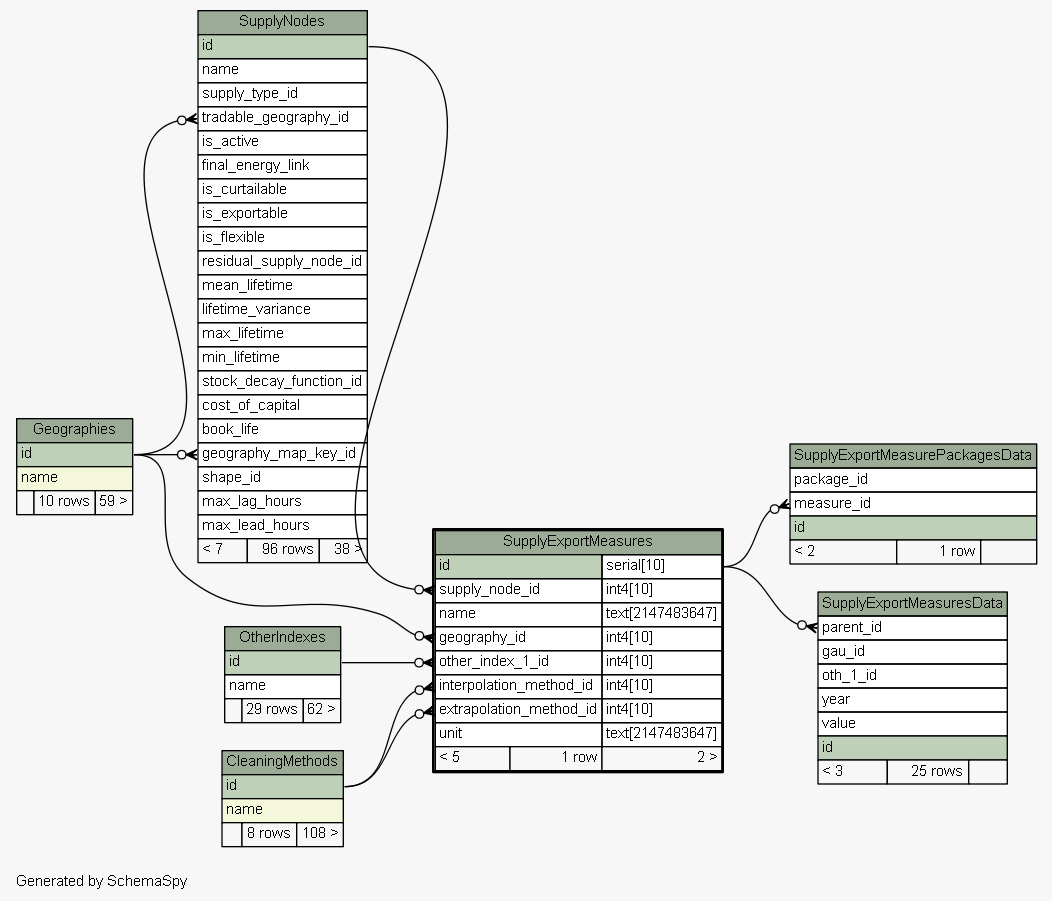 SupplyNodes
id
name
supply_type_id
tradable_geography_id
is_active
final_energy_link
is_curtailable
is_exportable
is_flexible
residual_supply_node_id
mean_lifetime
lifetime_variance
max_lifetime
min_lifetime
stock_decay_function_id
cost_of_capital
book_life
geography_map_key_id
shape_id
max_lag_hours
max_lead_hours
< 7 96 rows 38 >
Geographies
id
name
10 rows 59 >
SupplyExportMeasures
id serial[10]
supply_node_id int4[10]
name text[2147483647]
geography_id int4[10]
other_index_1_id int4[10]
interpolation_method_id int4[10]
extrapolation_method_id int4[10]
unit text[2147483647]
< 5 1 row 2 >
SupplyExportMeasurePackagesData
package_id
measure_id
id
< 2 1 row
SupplyExportMeasuresData
parent_id
gau_id
oth_1_id
year
value
id
< 3 25 rows
OtherIndexes
id
name
29 rows 62 >
CleaningMethods
id
name
8 rows 108 >
Generated by SchemaSpy